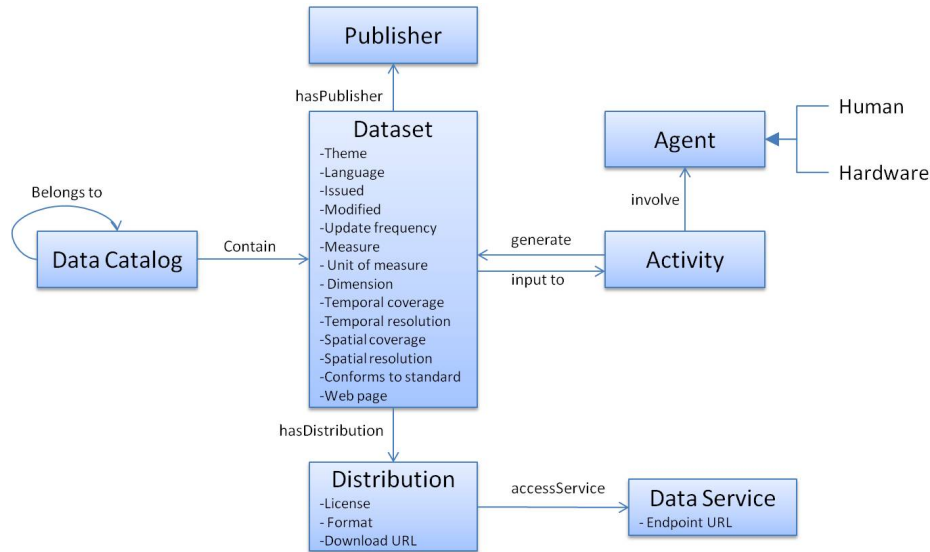 Publisher
hasPublisher
Dataset
-Theme
-Language
-Issued
-Modified
-Update frequency
-Measure
- Unit of measure
- Dimension
-Temporal coverage
-Temporal resolution
-Spatial coverage
-Spatial resolution
-Conforms to standard
-Web page
Belongs to
Data Catalog
Contain
Agent
Human
Hardware
involve
generate
input to
Activity
hasDistribution
Distribution
-License
- Format
-Download URL
accessService
Data Service
- Endpoint URL